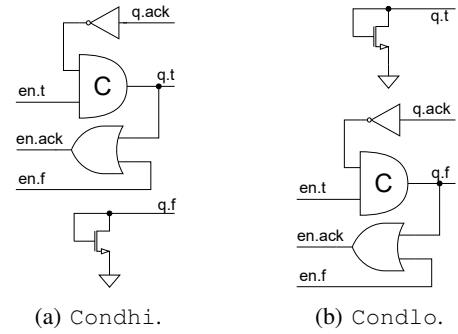 q.ack
C
q.t
en.t
en.ack
en.f
q.f
(a) Condhi.
q.t
q.ack
C
q.f
en.t
en.ack
en.f
(b) Condlo.